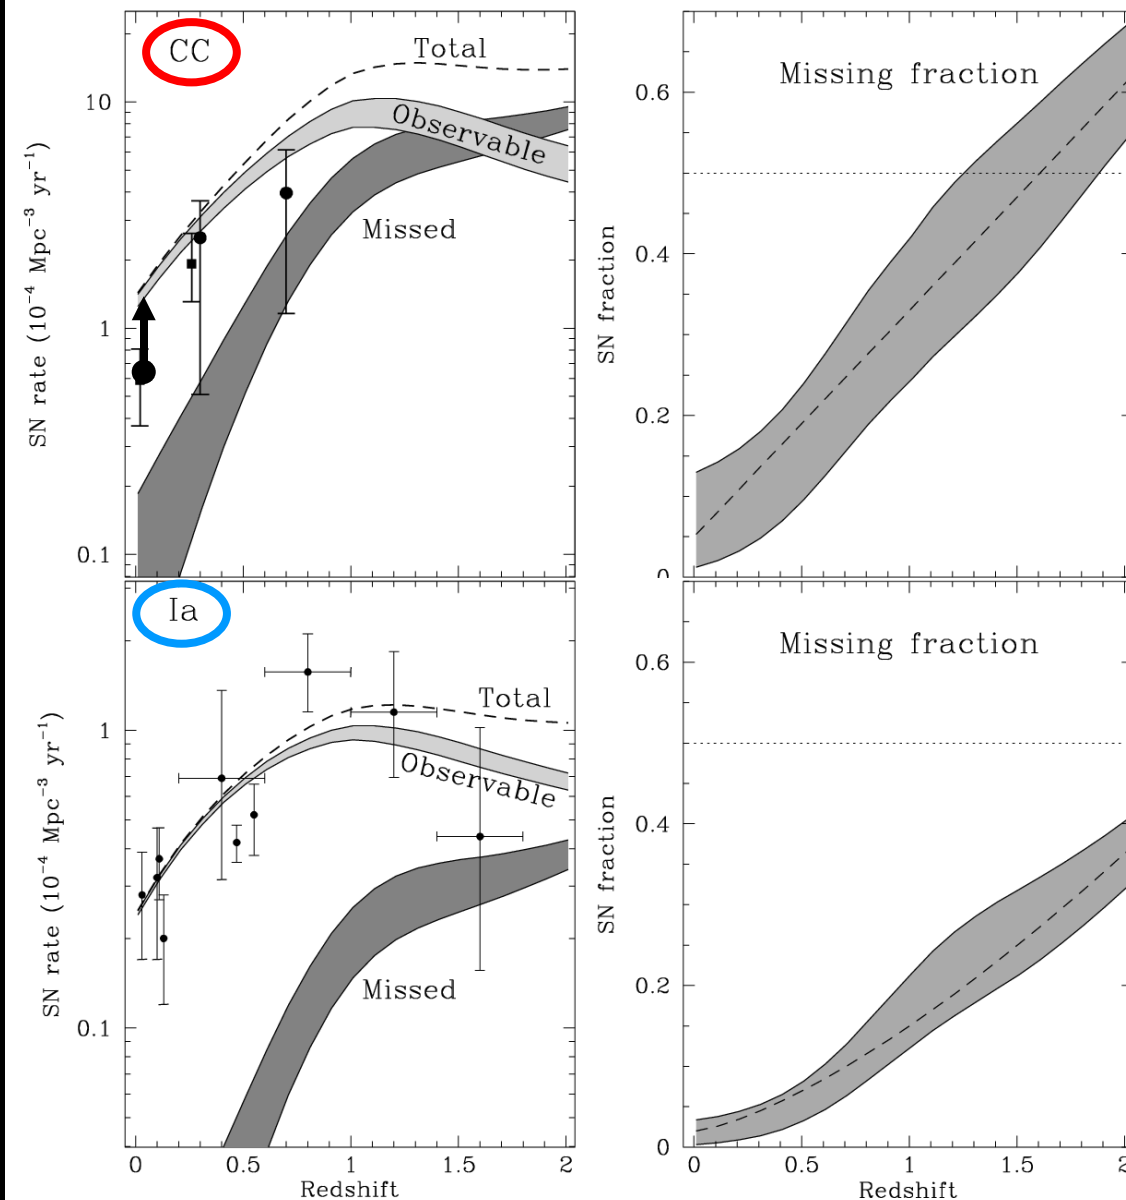 CC
Total
Observable
Missed
10
1
0.1
SN rate (10⁻⁴ Mpc⁻³ yr⁻¹)
Missing fraction
0.6
0.4
0.2
0
SN fraction
Ia
Total
Observable
Missed
1
0.1
SN rate (10⁻⁴ Mpc⁻³ yr⁻¹)
0 0.5 1 1.5 2
Redshift
Missing fraction
0.6
0.4
0.2
0
SN fraction
0 0.5 1 1.5 2
Redshift